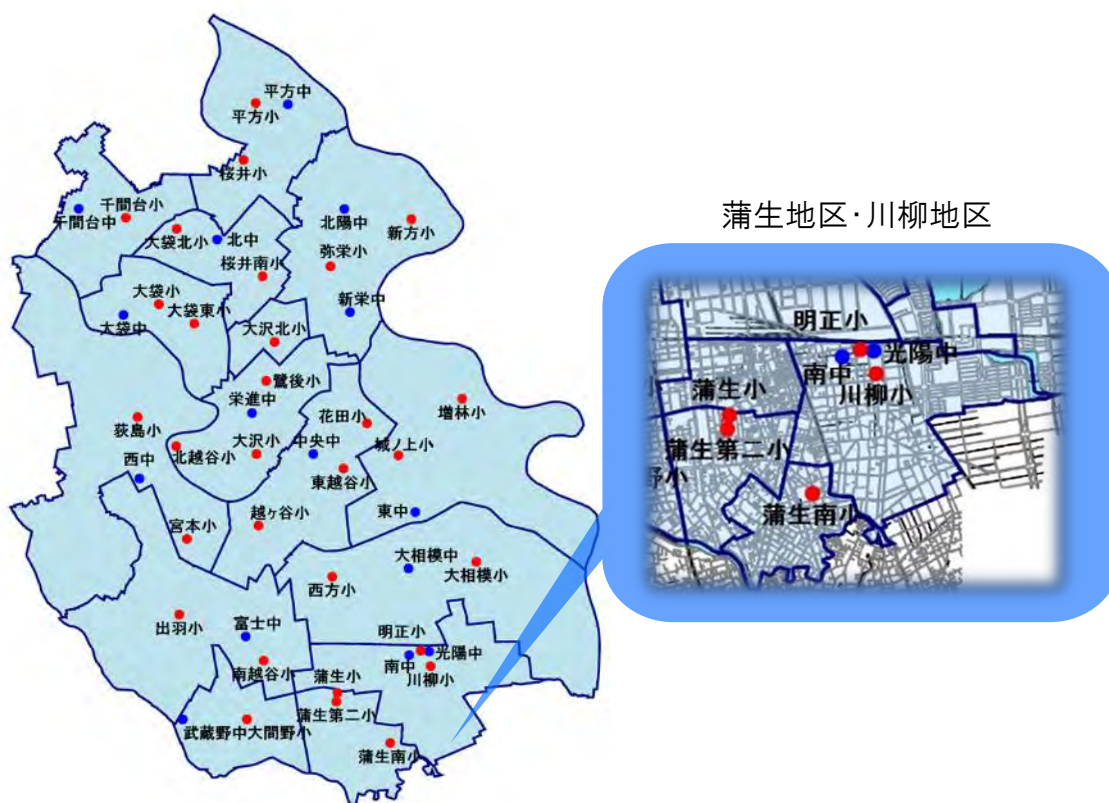 平方中
平方小
桜井小
千間台小
千間台中
大袋北小
北中
桜井南小
北陽中
新方小
弥栄小
新栄中
大袋小
大袋東小
大袋中
大沢北小
鷺後小
栄進中
花田小
増林小
荻島小
北越谷小
大沢小
中央中
城ノ上小
東越谷小
西中
宮本小
越ヶ谷小
東中
大相模中
大相模小
西方小
出羽小
富士中
明正小
光陽中
南中
川柳小
南越谷小
蒲生小
蒲生第二小
武蔵野中
大間野小
蒲生南小
蒲生地区・川柳地区
明正小
光陽中
南中
川柳小
蒲生小
蒲生第二小
野小
蒲生南小